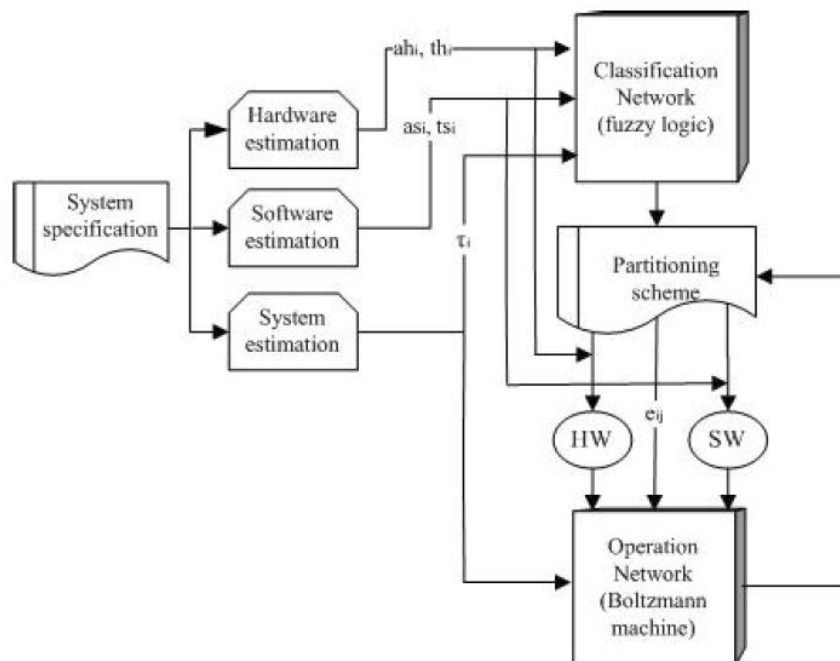 ahᵢ, thᵢ
Classification
Network
(fuzzy logic)
Hardware
estimation
asᵢ, tsᵢ
System
specification
Software
estimation
τᵢ
Partitioning
scheme
System
estimation
eᵢⱼ
HW
SW
Operation
Network
(Boltzmann
machine)